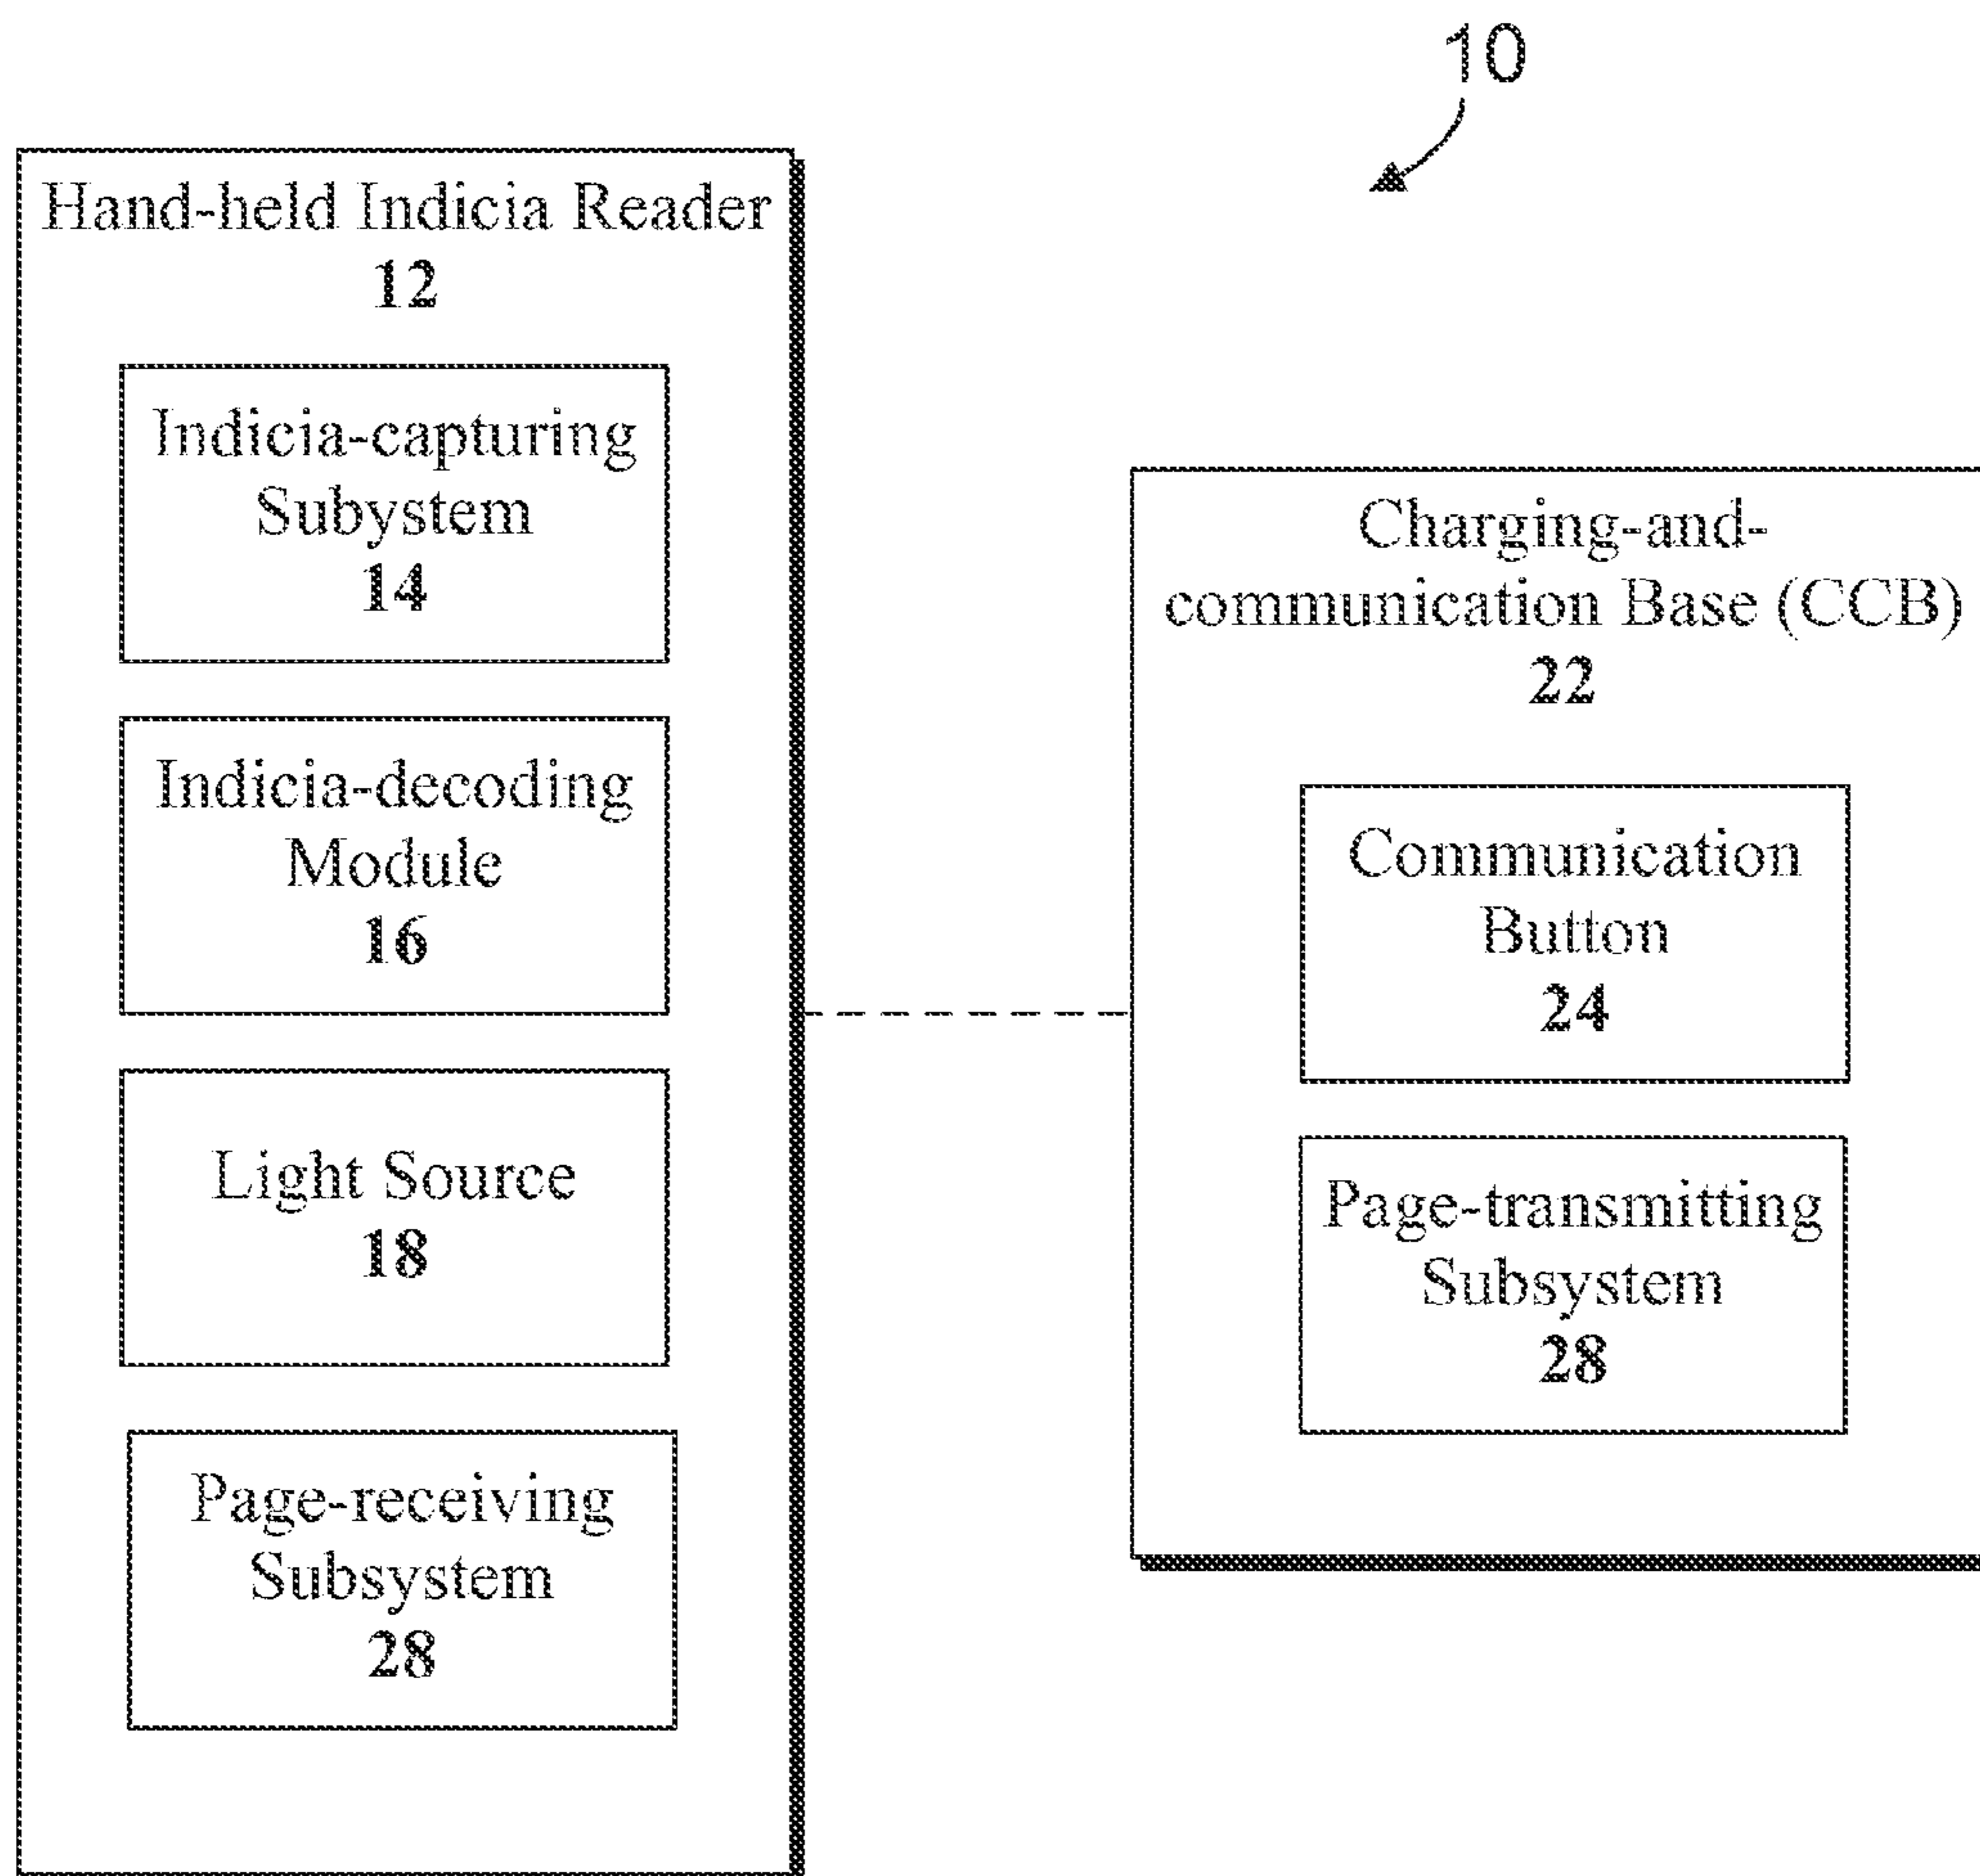 10
Hand-held Indicia Reader
12
Indicia-capturing
Subystem
14
Indicia-decoding
Module
16
Light Source
18
Page-receiving
Subsystem
28
Charging-and-
communication Base (CCB)
22
Communication
Button
24
Page-transmitting
Subsystem
28